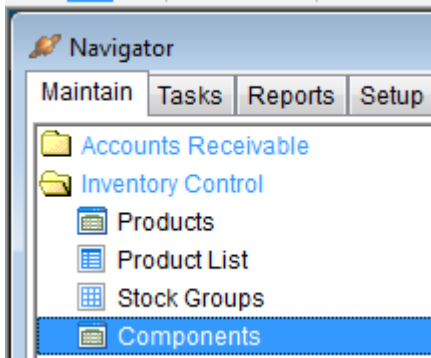 Navigator
Maintain Tasks Reports Setup
Accounts Receivable
Inventory Control
Products
Product List
Stock Groups
Components